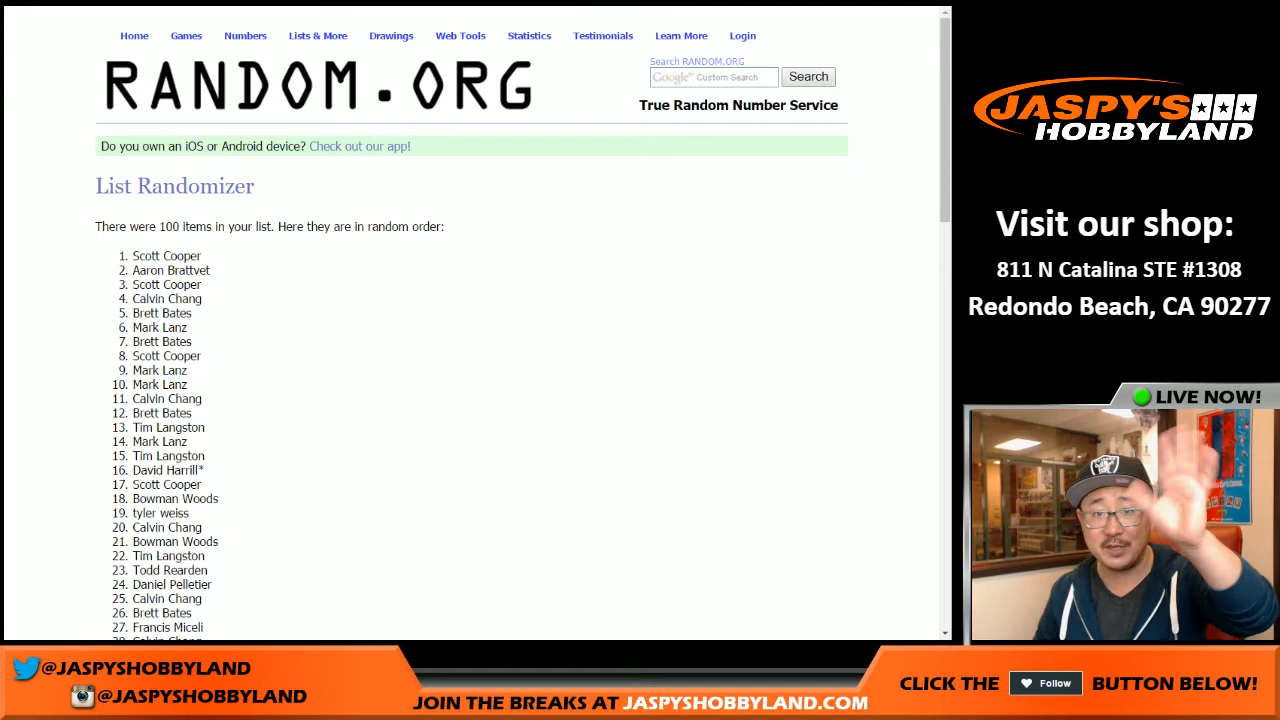 Home Games Numbers Lists & More Drawings Web Tools Statistics Testimonials Learn More Login
RANDOM.ORG
Search RANDOM.ORG
Google™ Custom Search Search
True Random Number Service
Do you own an iOS or Android device? Check out our app!
List Randomizer
There were 100 items in your list. Here they are in random order:
1. Scott Cooper
2. Aaron Brattvet
3. Scott Cooper
4. Calvin Chang
5. Brett Bates
6. Mark Lanz
7. Brett Bates
8. Scott Cooper
9. Mark Lanz
10. Mark Lanz
11. Calvin Chang
12. Brett Bates
13. Tim Langston
14. Mark Lanz
15. Tim Langston
16. David Harrill*
17. Scott Cooper
18. Bowman Woods
19. tyler weiss
20. Calvin Chang
21. Bowman Woods
22. Tim Langston
23. Todd Rearden
24. Daniel Pelletier
25. Calvin Chang
26. Brett Bates
27. Francis Miceli
28. Calvin Chang
JASPY'S
HOBBYLAND
Visit our shop:
811 N Catalina STE #1308
Redondo Beach, CA 90277
LIVE NOW!
@JASPYSHOBBYLAND
@JASPYSHOBBYLAND
JOIN THE BREAKS AT JASPYSHOBBYLAND.COM
CLICK THE Follow BUTTON BELOW!